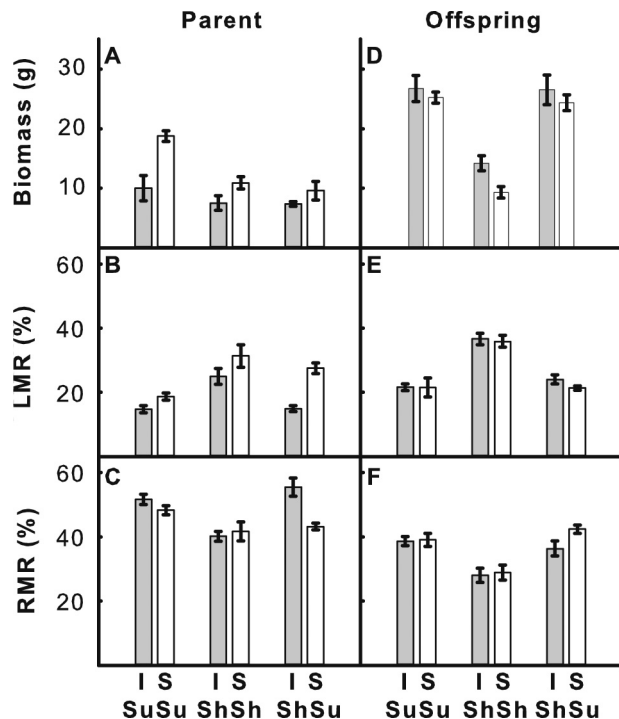 Parent Offspring
A D
Biomass (g)
30
20
10
B E
LMR (%)
60
40
20
C F
RMR (%)
60
40
20
I S I S I S I S I S I S
SuSu ShSh ShSu SuSu ShSh ShSu